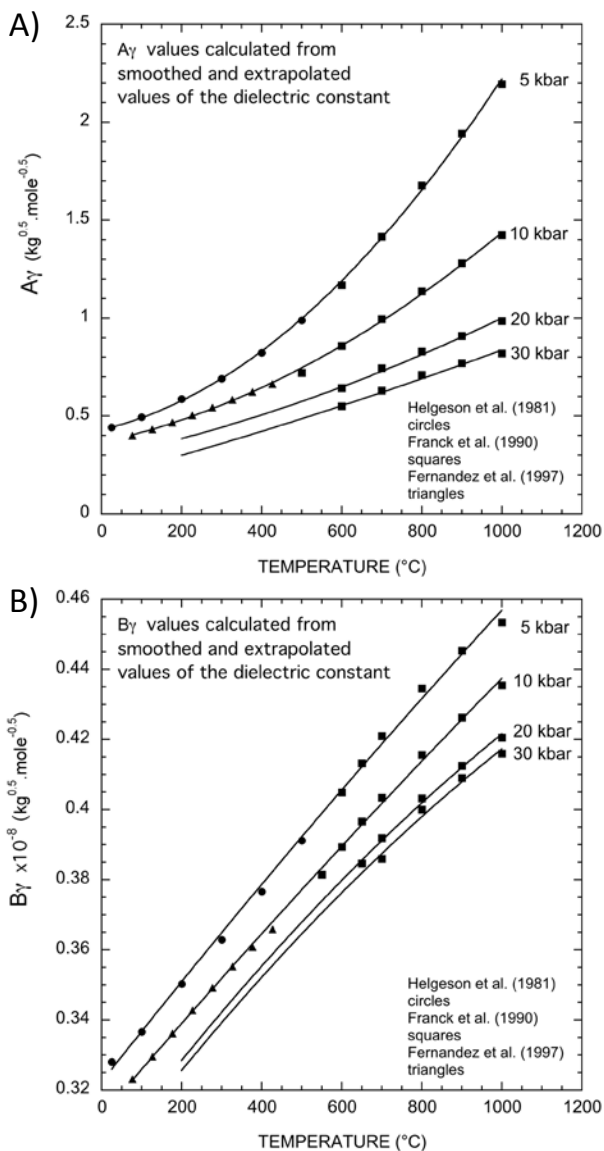 A)
2.5
2
1.5
1
0.5
0
Aγ (kg^0.5.mole^-0.5)
Aγ values calculated from
smoothed and extrapolated
values of the dielectric constant
5 kbar
10 kbar
20 kbar
30 kbar
Helgeson et al. (1981)
circles
Franck et al. (1990)
squares
Fernandez et al. (1997)
triangles
0 200 400 600 800 1000 1200
TEMPERATURE (°C)
B)
0.46
0.44
0.42
0.4
0.38
0.36
0.34
0.32
Bγ x10^-8 (kg^0.5.mole^-0.5)
Bγ values calculated from
smoothed and extrapolated
values of the dielectric constant
5 kbar
10 kbar
20 kbar
30 kbar
Helgeson et al. (1981)
circles
Franck et al. (1990)
squares
Fernandez et al. (1997)
triangles
0 200 400 600 800 1000 1200
TEMPERATURE (°C)